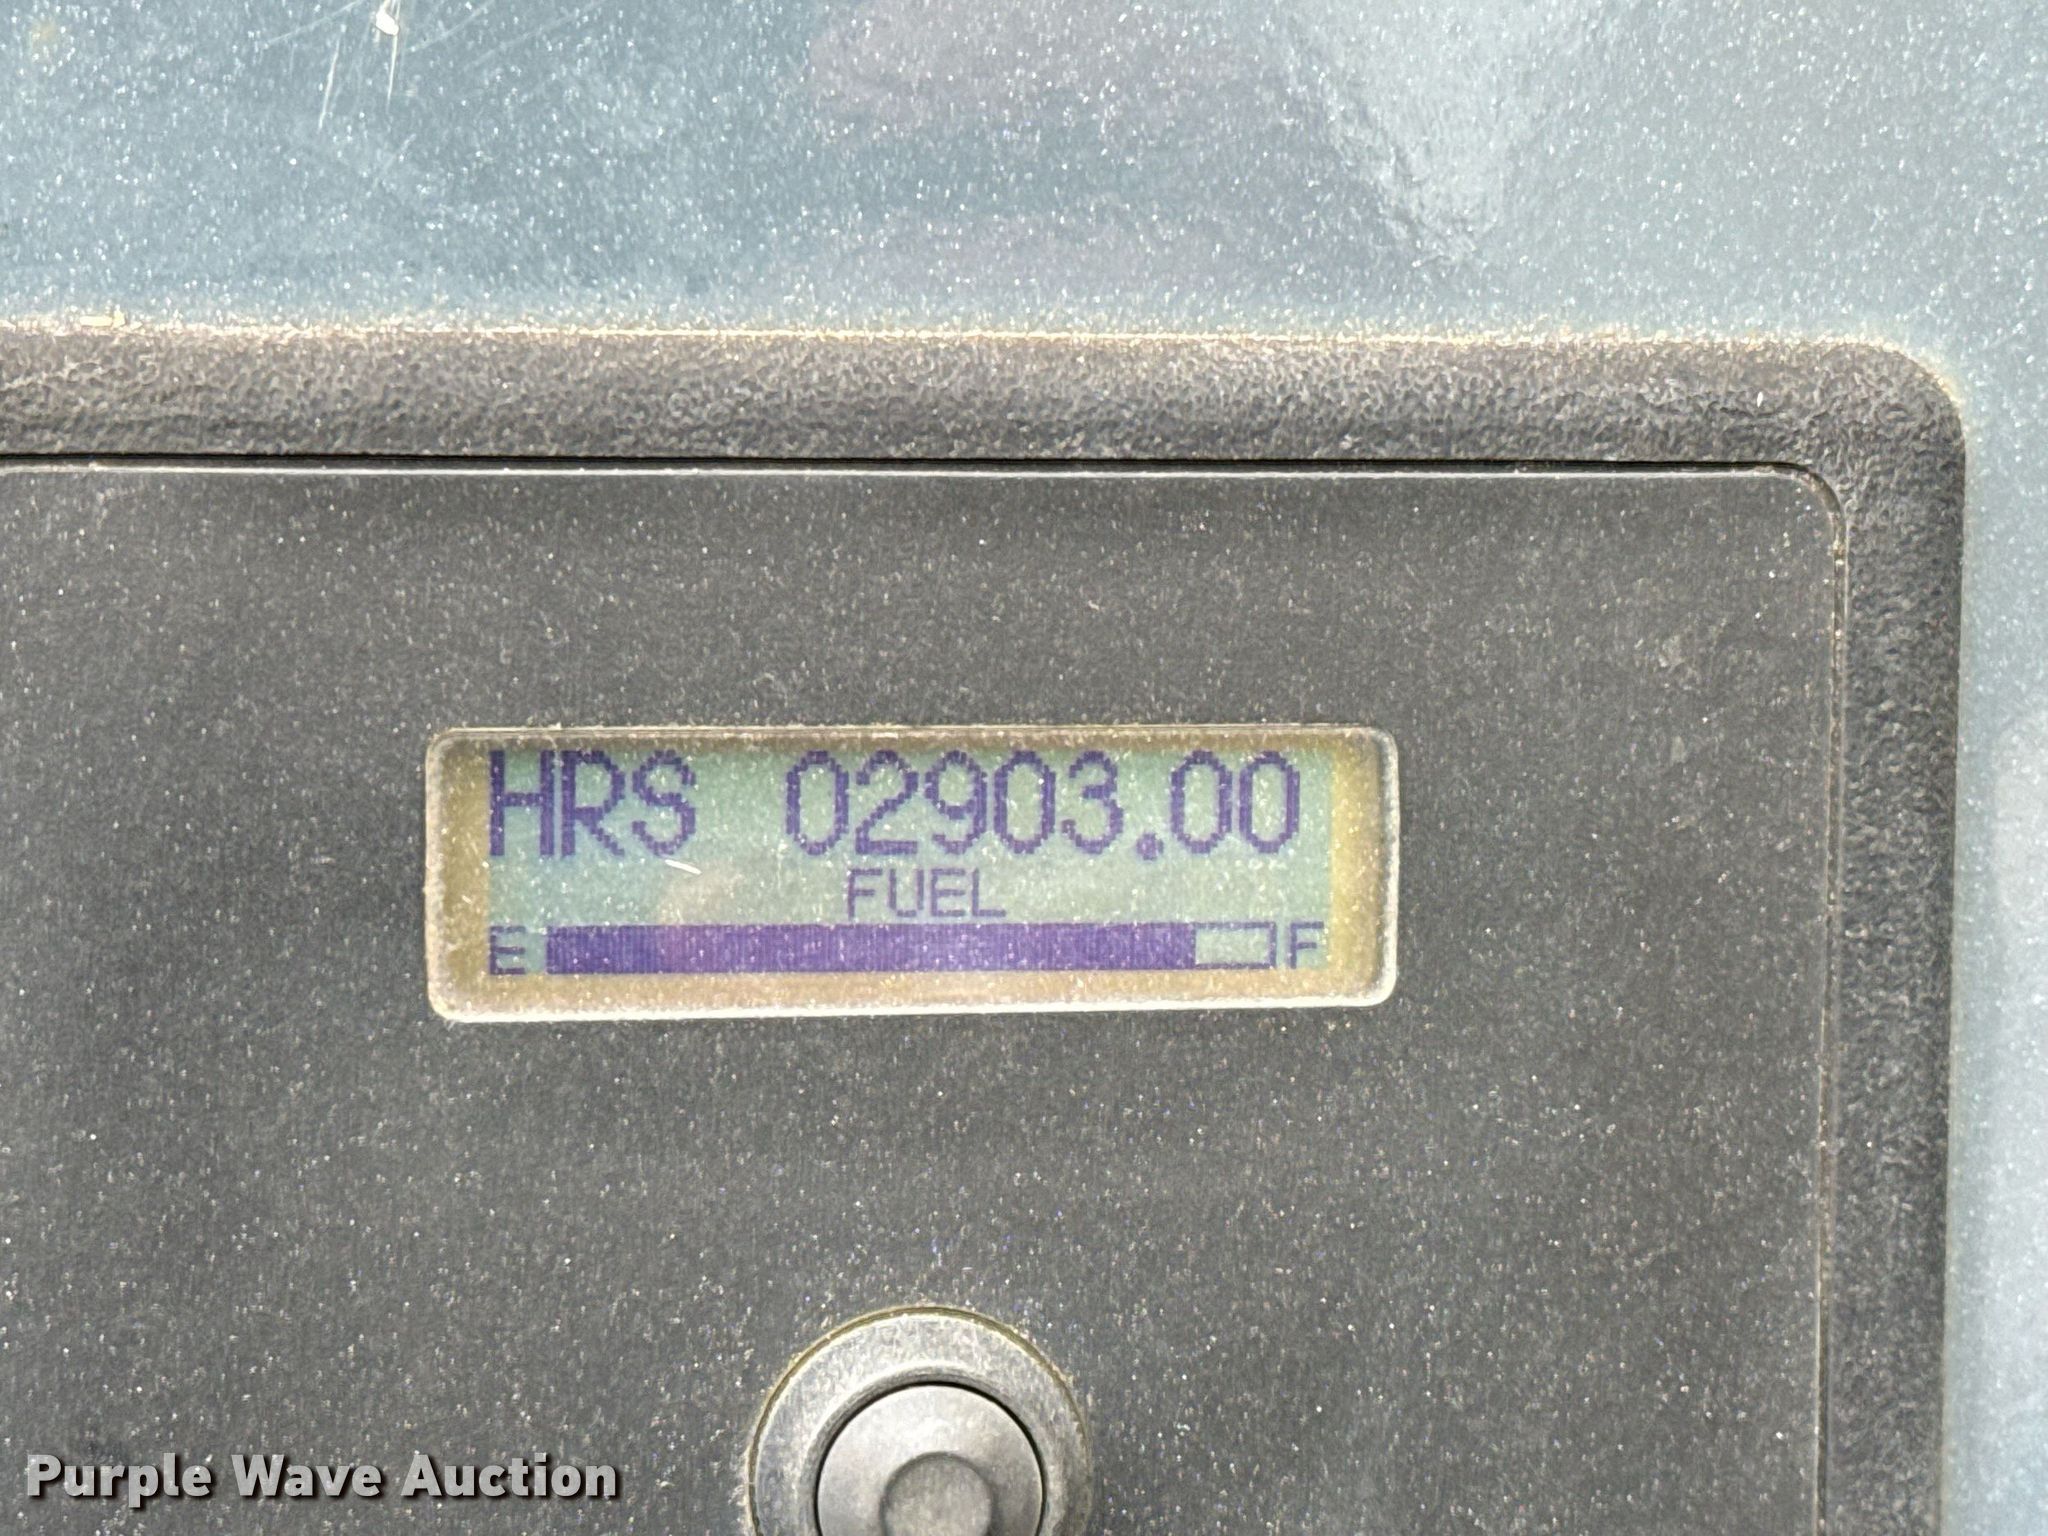 HRS 02903.00
FUEL
E F
Purple Wave Auction